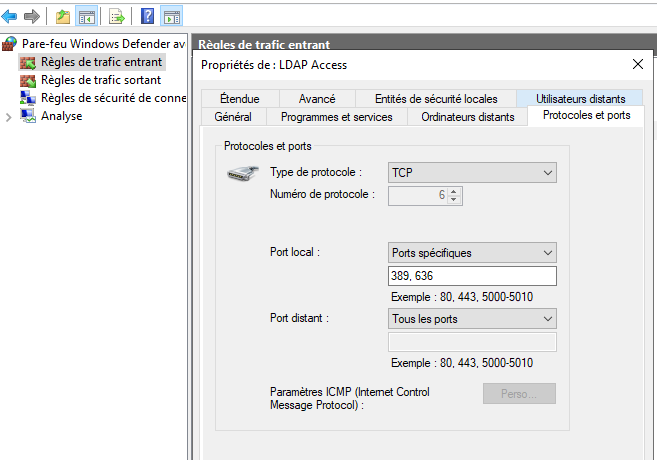 Pare-feu Windows Defender av
Règles de trafic entrant
Règles de trafic sortant
Règles de sécurité de conne
Analyse
Règles de trafic entrant
Propriétés de : LDAP Access
Étendue
Avancé
Entités de sécurité locales
Utilisateurs distants
Général
Programmes et services
Ordinateurs distants
Protocoles et ports
Protocoles et ports
Type de protocole :
TCP
Numéro de protocole :
6
Port local :
Ports spécifiques
389, 636
Exemple : 80, 443, 5000-5010
Port distant :
Tous les ports
Exemple : 80, 443, 5000-5010
Paramètres ICMP (Internet Control
Message Protocol) :
Perso...